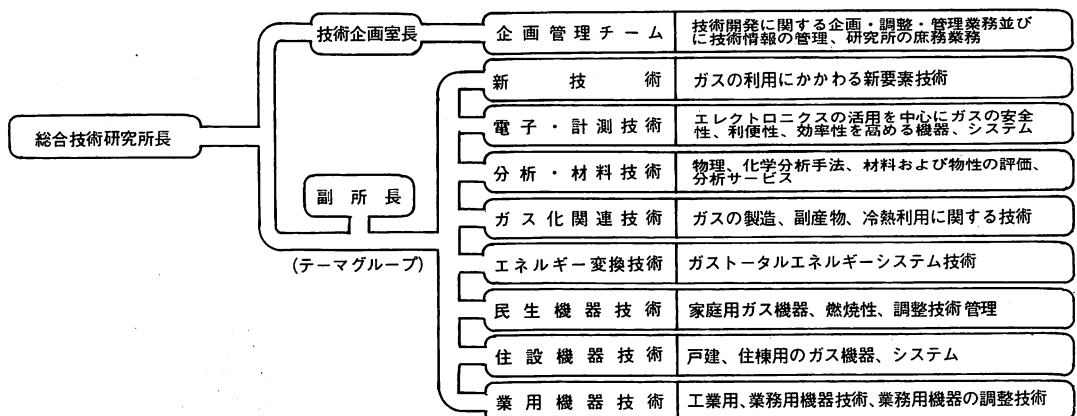 総合技術研究所長
技術企画室長
企画管理チーム
技術開発に関する企画・調整・管理業務並び
に技術情報の管理、研究所の庶務業務
副所長
(テーマグループ)
新技術
ガスの利用にかかわる新要素技術
電子・計測技術
エレクトロニクスの活用を中心にガスの安全
性、利便性、効率性を高める機器、システム
分析・材料技術
物理、化学分析手法、材料および物性の評価、
分析サービス
ガス化関連技術
ガスの製造、副産物、冷熱利用に関する技術
エネルギー変換技術
ガストータルエネルギーシステム技術
民生機器技術
家庭用ガス機器、燃焼性、調整技術管理
住設機器技術
戸建、住棟用のガス機器、システム
業用機器技術
工業用、業務用機器技術、業務用機器の調整技術